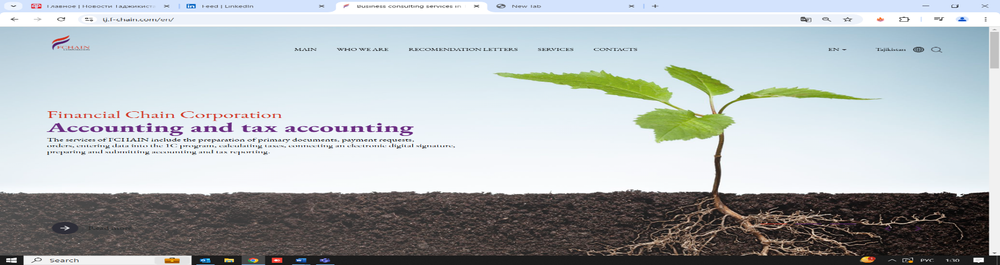 Главное | Новости Таджикиста
Feed | LinkedIn
Business consulting services in
New Tab
tj.f-chain.com/en/
FCHAIN
CORPORATION
MAIN
WHO WE ARE
RECOMENDATION LETTERS
SERVICES
CONTACTS
EN
Tajikistan
Financial Chain Corporation
Accounting and tax accounting
The services of FCHAIN include the preparation of primary documents, payment requests,
orders, entering data into the 1C program, calculating taxes, connecting an electronic digital signature,
preparing and submitting accounting and tax reporting.
Read more
Search
РУС
1:30